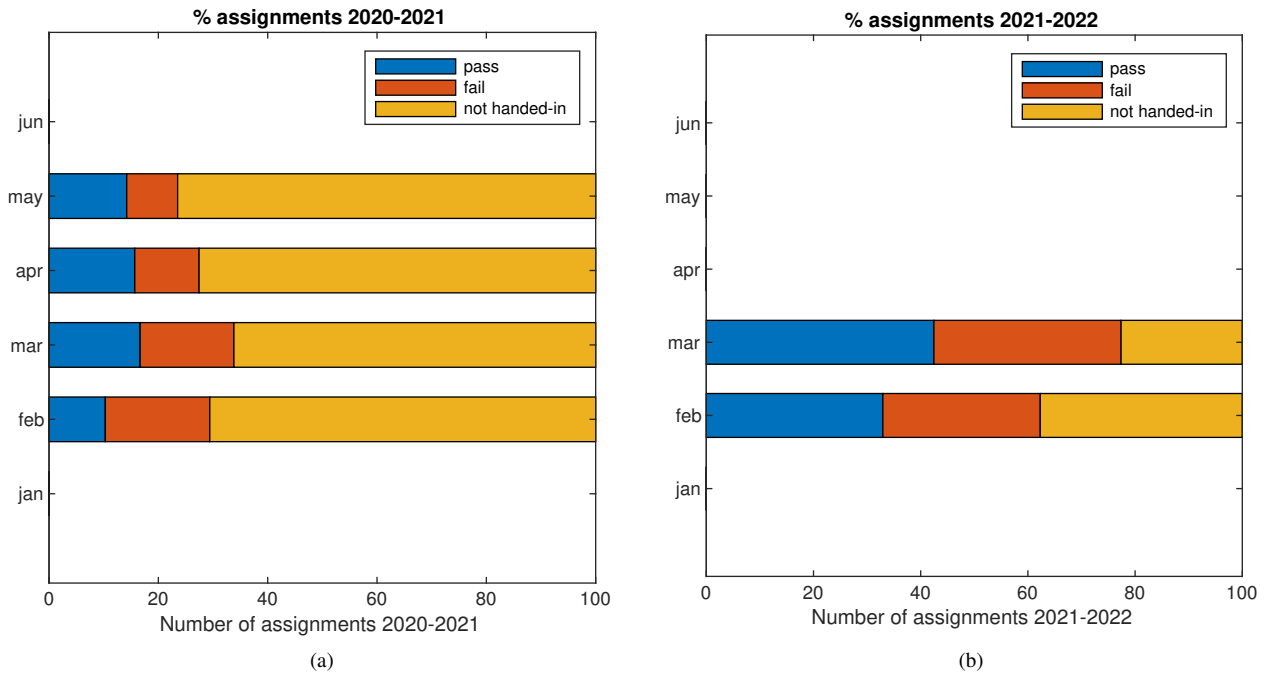 % assignments 2020-2021
pass
fail
not handed-in
jun
may
apr
mar
feb
jan
0 20 40 60 80 100
Number of assignments 2020-2021
(a)
% assignments 2021-2022
pass
fail
not handed-in
jun
may
apr
mar
feb
jan
0 20 40 60 80 100
Number of assignments 2021-2022
(b)